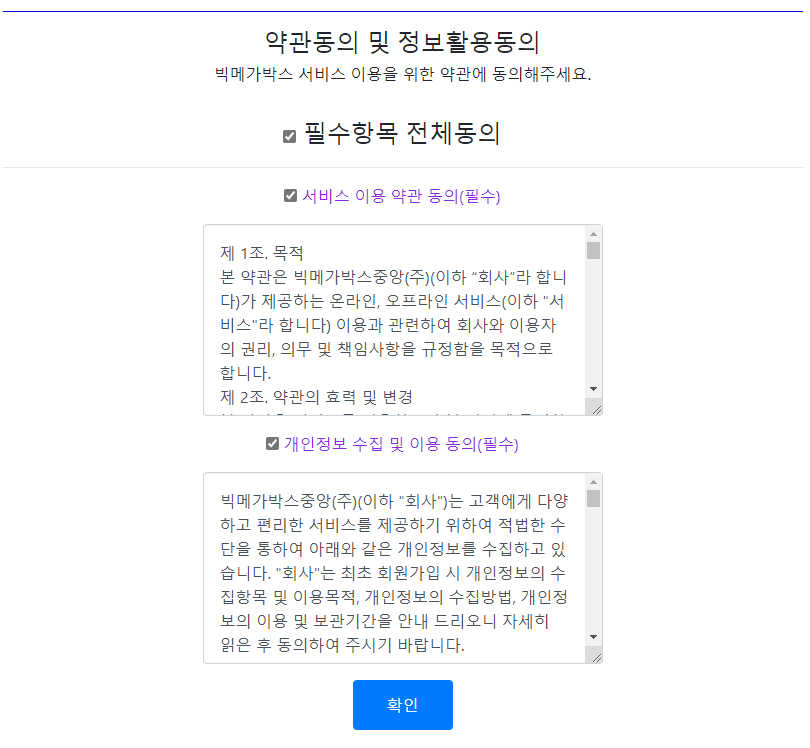 약관동의 및 정보활용동의
빅메가박스 서비스 이용을 위한 약관에 동의해주세요.
필수항목 전체동의
서비스 이용 약관 동의(필수)
제 1조. 목적
본 약관은 빅메가박스중앙(주)(이하 “회사”라 합니
다)가 제공하는 온라인, 오프라인 서비스(이하 "서
비스"라 합니다) 이용과 관련하여 회사와 이용자
의 권리, 의무 및 책임사항을 규정함을 목적으로
합니다.
제 2조. 약관의 효력 및 변경
개인정보 수집 및 이용 동의(필수)
빅메가박스중앙(주)(이하 "회사")는 고객에게 다양
하고 편리한 서비스를 제공하기 위하여 적법한 수
단을 통하여 아래와 같은 개인정보를 수집하고 있
습니다. "회사"는 최초 회원가입 시 개인정보의 수
집항목 및 이용목적, 개인정보의 수집방법, 개인정
보의 이용 및 보관기간을 안내 드리오니 자세히
읽은 후 동의하여 주시기 바랍니다.
확인